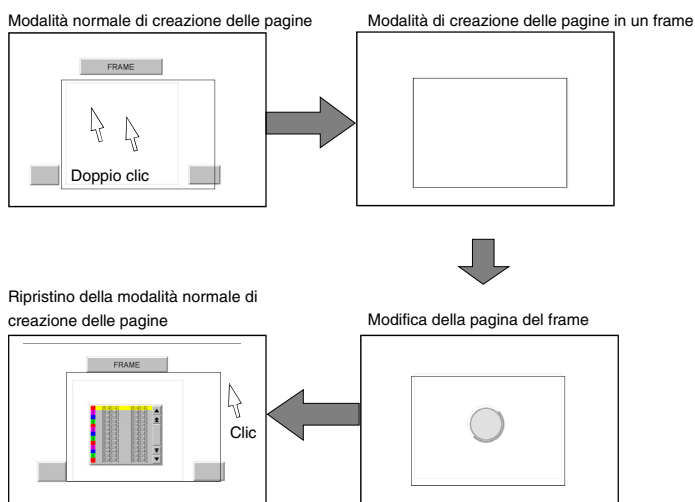 Modalità normale di creazione delle pagine
Modalità di creazione delle pagine in un frame
FRAME
Doppio clic
Ripristino della modalità normale di
creazione delle pagine
Modifica della pagina del frame
FRAME
Clic